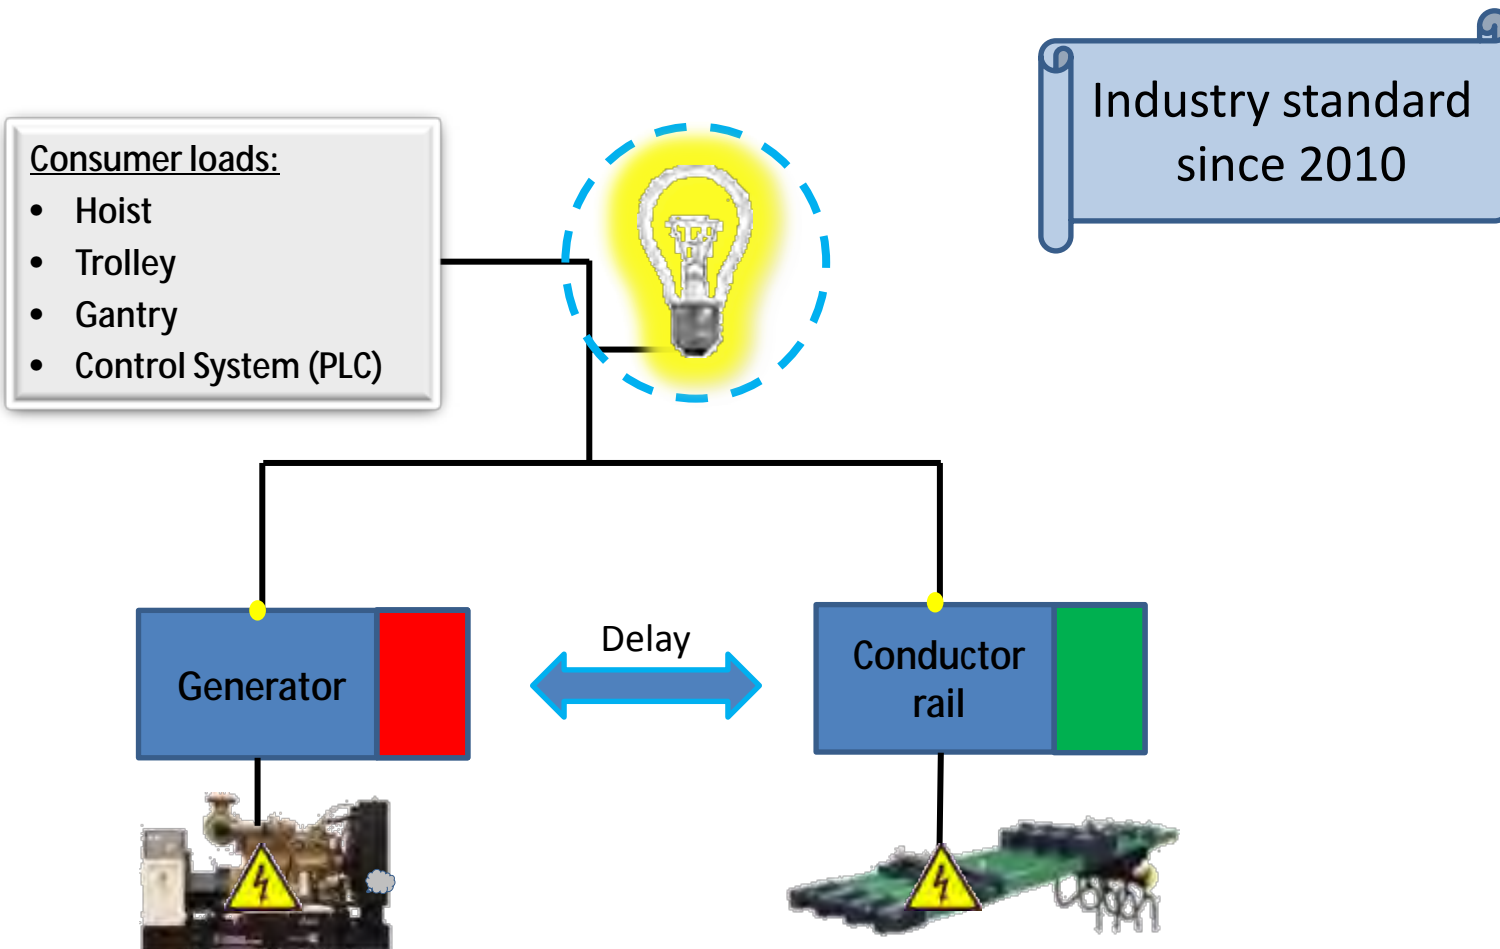 Industry standard
since 2010
Consumer loads:
• Hoist
• Trolley
• Gantry
• Control System (PLC)
Delay
Generator
Conductor
rail